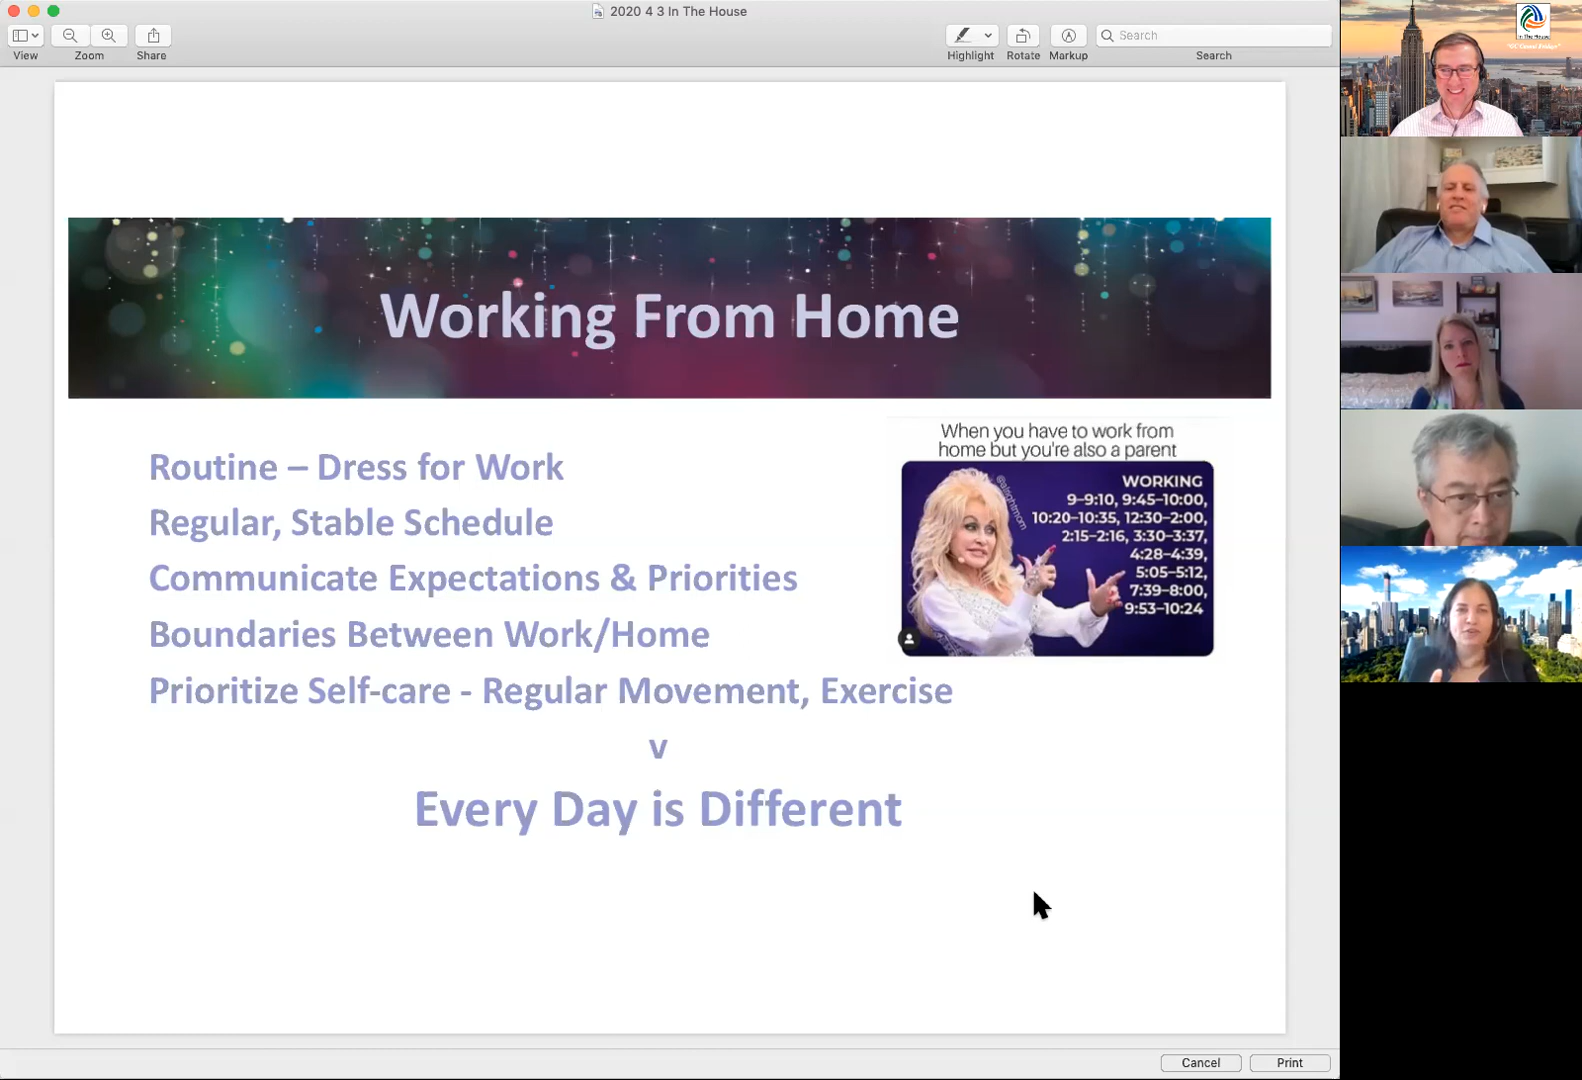 2020 4 3 In The House
View
Zoom
Share
Highlight
Rotate
Markup
Search
Search
Working From Home
Routine – Dress for Work
Regular, Stable Schedule
Communicate Expectations & Priorities
Boundaries Between Work/Home
Prioritize Self-care - Regular Movement, Exercise
v
Every Day is Different
When you have to work from
home but you're also a parent
@alrightmom
WORKING
9–9:10, 9:45–10:00,
10:20–10:35, 12:30–2:00,
2:15–2:16, 3:30–3:37,
4:28–4:39,
5:05–5:12,
7:39–8:00,
9:53–10:24
Cancel
Print
In The House